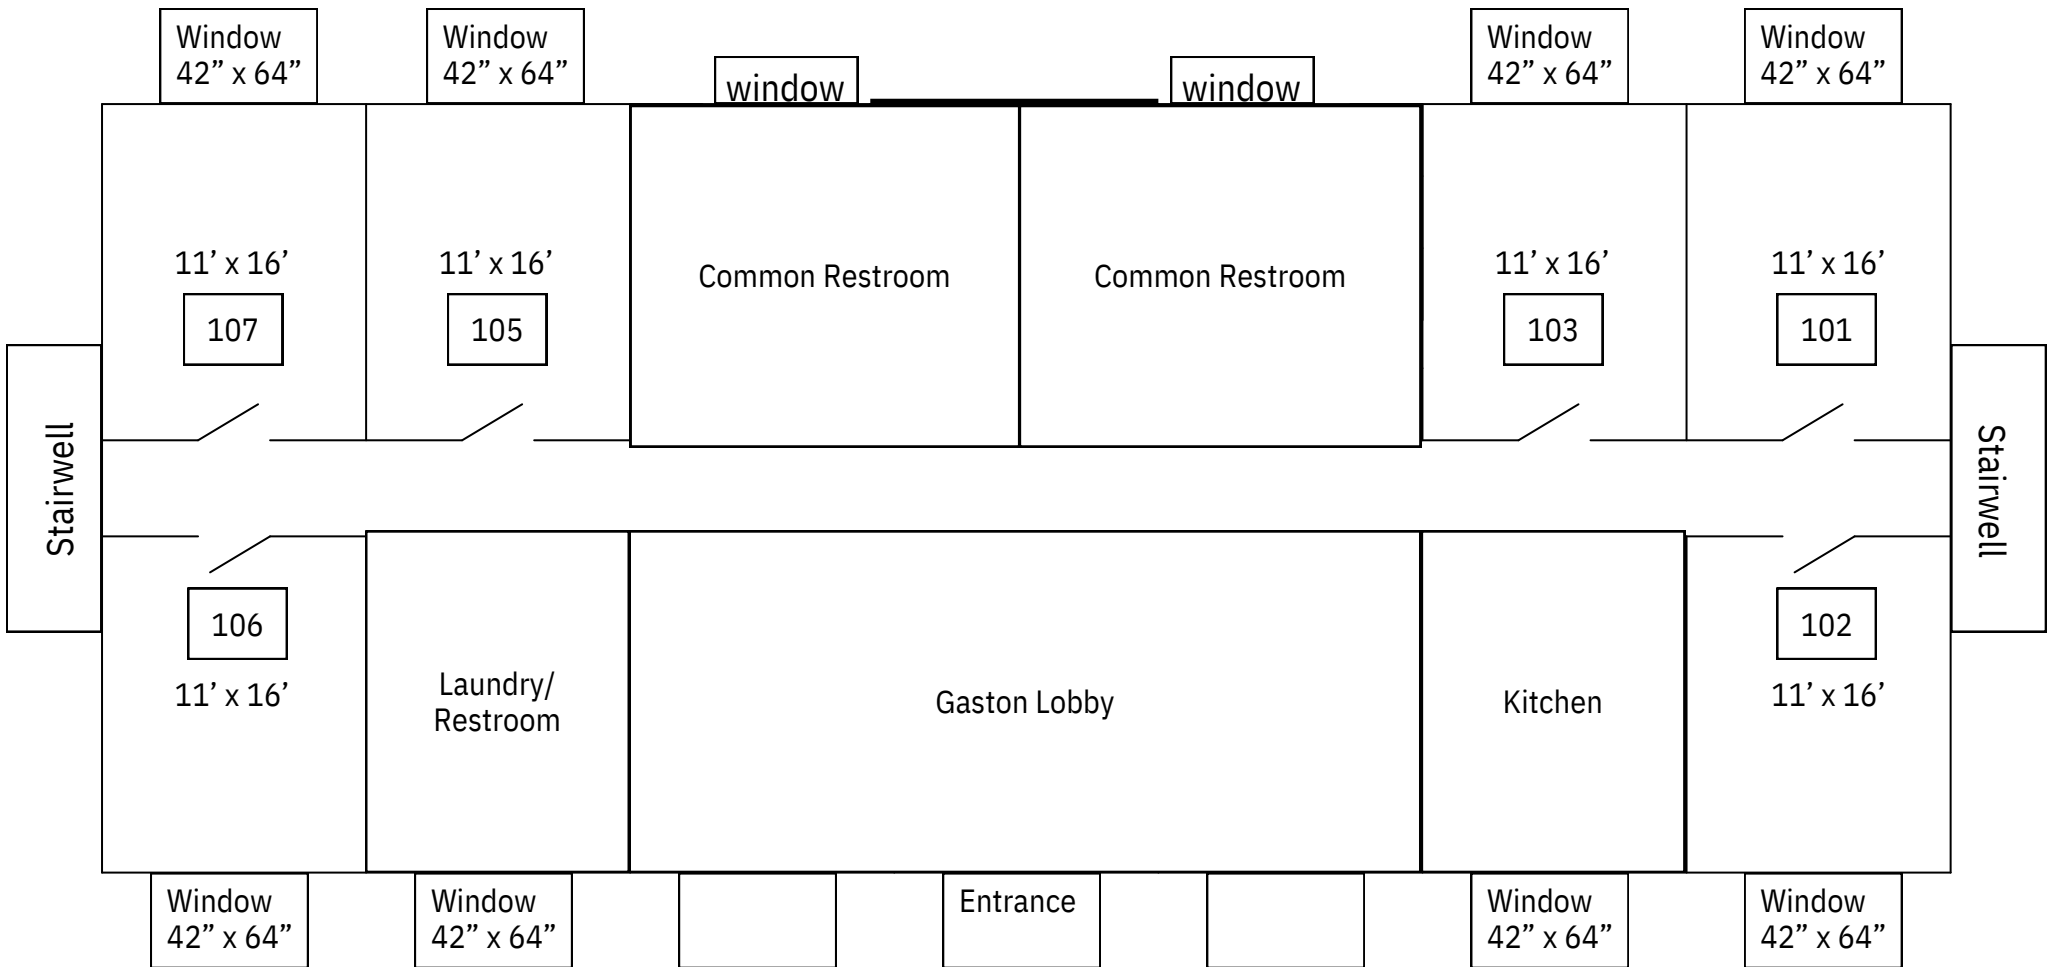 Window
42” x 64”
Window
42” x 64”
window
window
Window
42” x 64”
Window
42” x 64”
11’ x 16’
107
11’ x 16’
105
Common Restroom
Common Restroom
11’ x 16’
103
11’ x 16’
101
Stairwell
Stairwell
106
11’ x 16’
Laundry/
Restroom
Gaston Lobby
Kitchen
102
11’ x 16’
Window
42” x 64”
Window
42” x 64”
Entrance
Window
42” x 64”
Window
42” x 64”